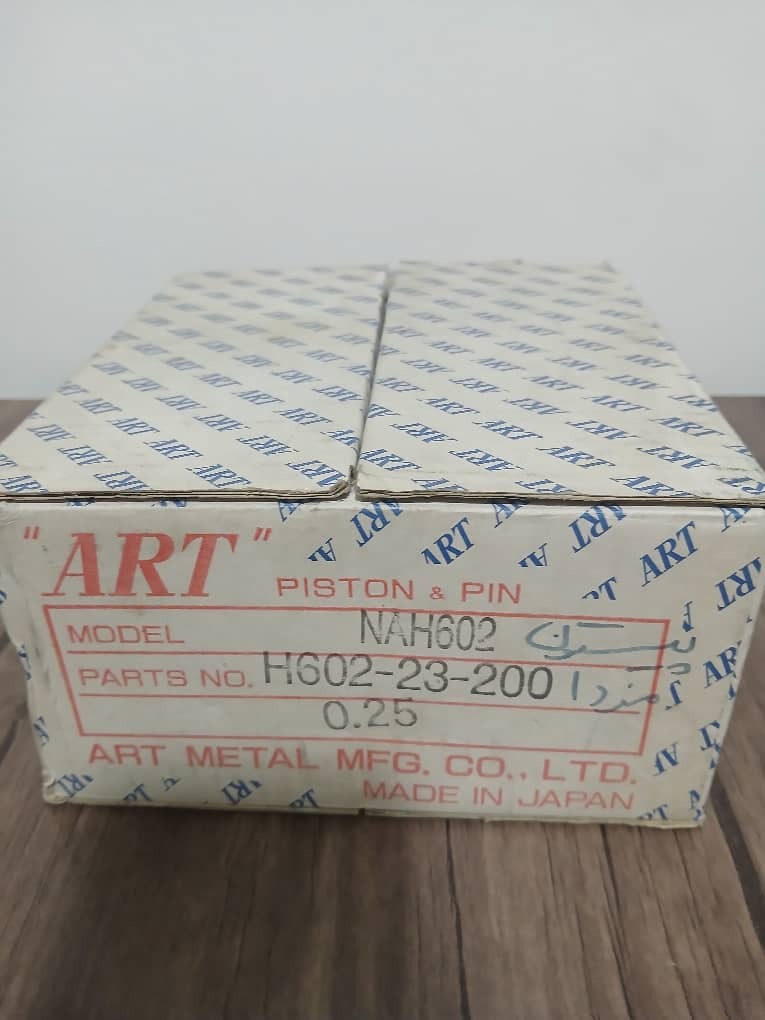 "ART" PISTON & PIN
MODEL NAH602 پیستون
PARTS NO. H602-23-200 مزدا
0.25
ART METAL MFG. CO., LTD.
MADE IN JAPAN